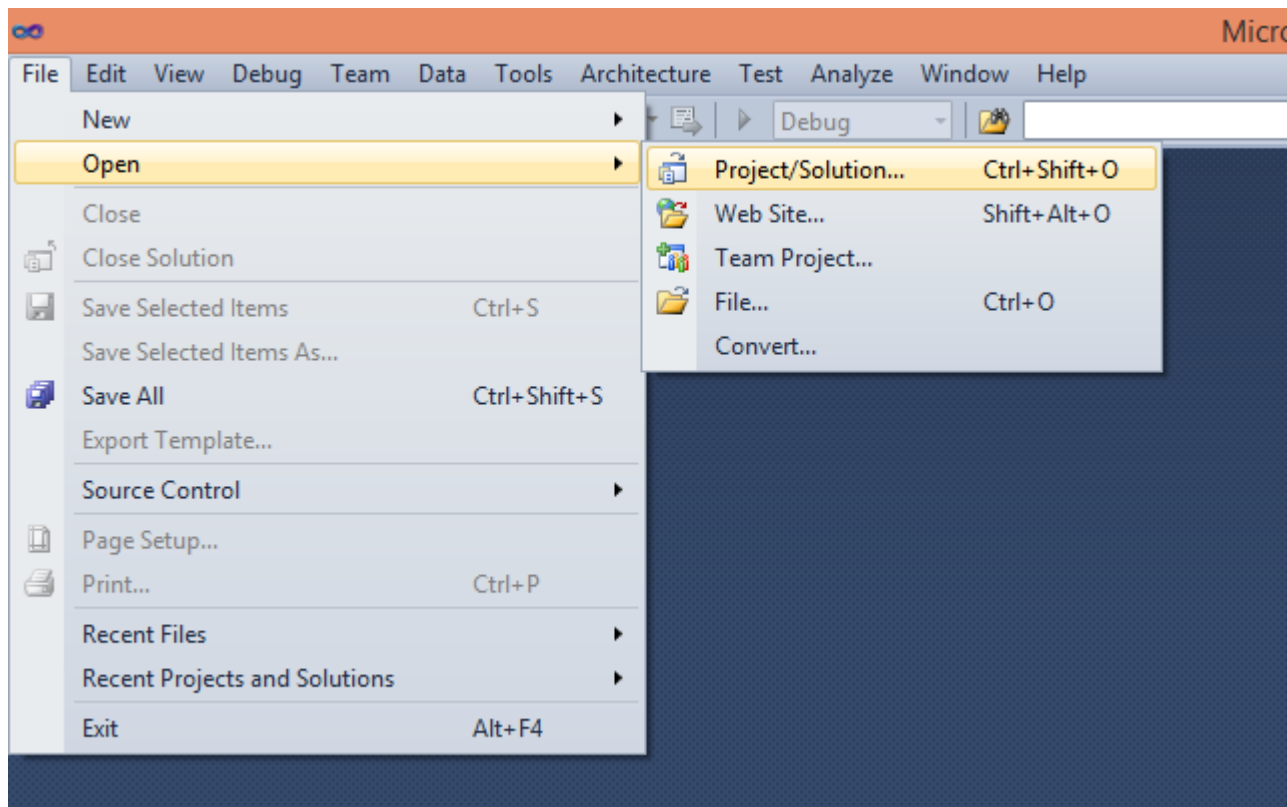 Micro
File Edit View Debug Team Data Tools Architecture Test Analyze Window Help
New
Debug
Open
Project/Solution... Ctrl+Shift+O
Close
Web Site... Shift+Alt+O
Close Solution
Team Project...
Save Selected Items Ctrl+S
File... Ctrl+O
Save Selected Items As...
Convert...
Save All Ctrl+Shift+S
Export Template...
Source Control
Page Setup...
Print... Ctrl+P
Recent Files
Recent Projects and Solutions
Exit Alt+F4